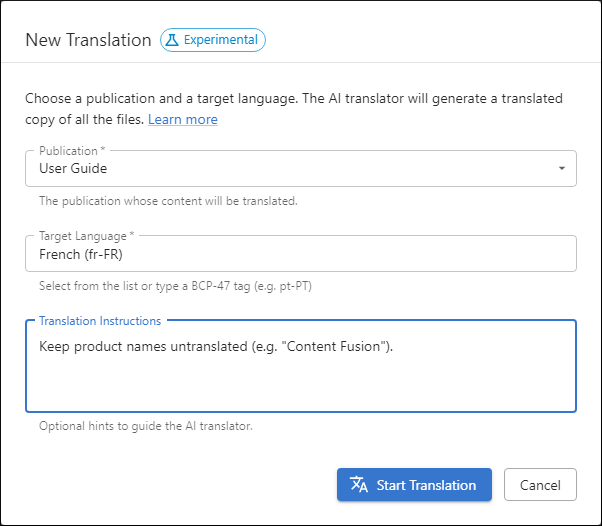 New Translation
Experimental
Choose a publication and a target language. The AI translator will generate a translated
copy of all the files. Learn more
Publication *
User Guide
The publication whose content will be translated.
Target Language *
French (fr-FR)
Select from the list or type a BCP-47 tag (e.g. pt-PT)
Translation Instructions
Keep product names untranslated (e.g. "Content Fusion").
Optional hints to guide the AI translator.
Start Translation
Cancel